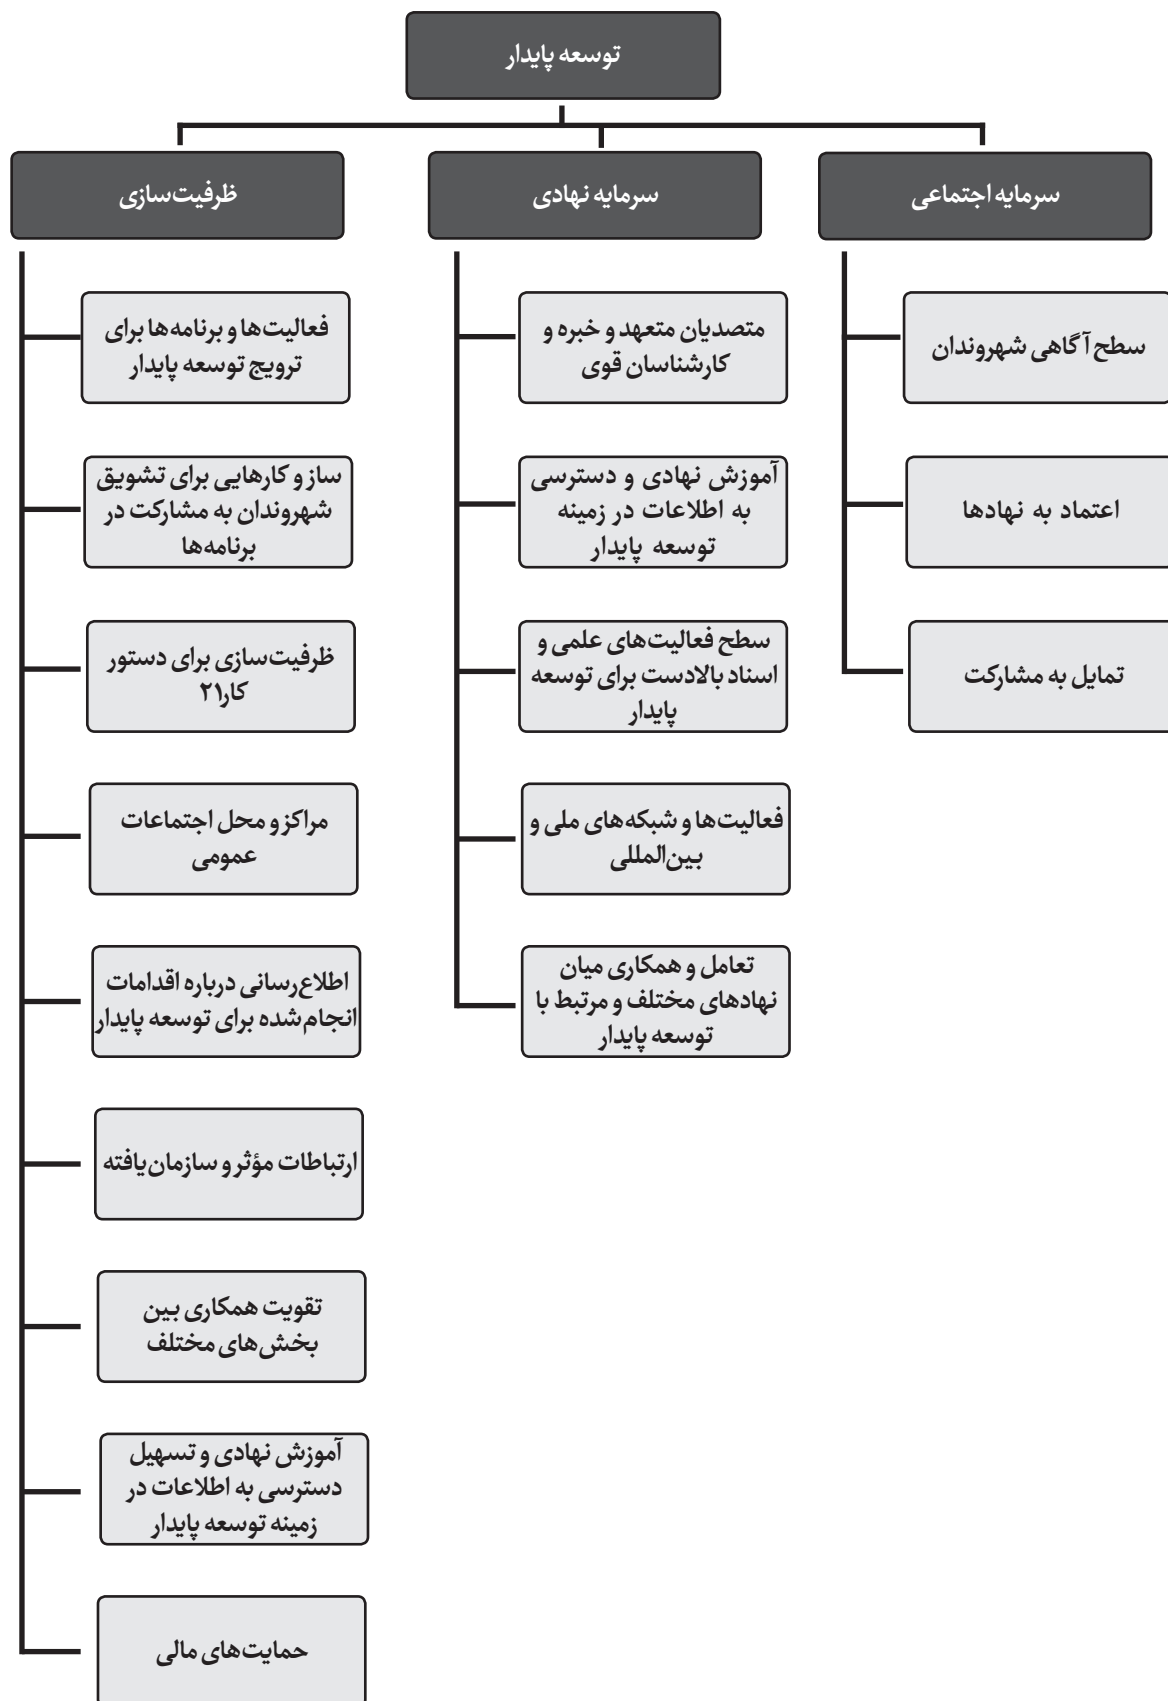 توسعه پایدار
سرمایه اجتماعی
سطح آگاهی شهروندان
اعتماد به نهادها
تمایل به مشارکت
سرمایه نهادی
متصدیان متعهد و خبره و
کارشناسان قوی
آموزش نهادی و دسترسی
به اطلاعات در زمینه
توسعه پایدار
سطح فعالیت‌های علمی و
اسناد بالادست برای توسعه
پایدار
فعالیت‌ها و شبکه‌های ملی و
بین‌المللی
تعامل و همکاری میان
نهادهای مختلف و مرتبط با
توسعه پایدار
ظرفیت‌سازی
فعالیت‌ها و برنامه‌ها برای
ترویج توسعه پایدار
ساز و کارهایی برای تشویق
شهروندان به مشارکت در
برنامه‌ها
ظرفیت‌سازی برای دستور
کار۲۱
مراکز و محل اجتماعات
عمومی
اطلاع‌رسانی درباره اقدامات
انجام‌شده برای توسعه پایدار
ارتباطات مؤثر و سازمان‌یافته
تقویت همکاری بین
بخش‌های مختلف
آموزش نهادی و تسهیل
دسترسی به اطلاعات در
زمینه توسعه پایدار
حمایت‌های مالی